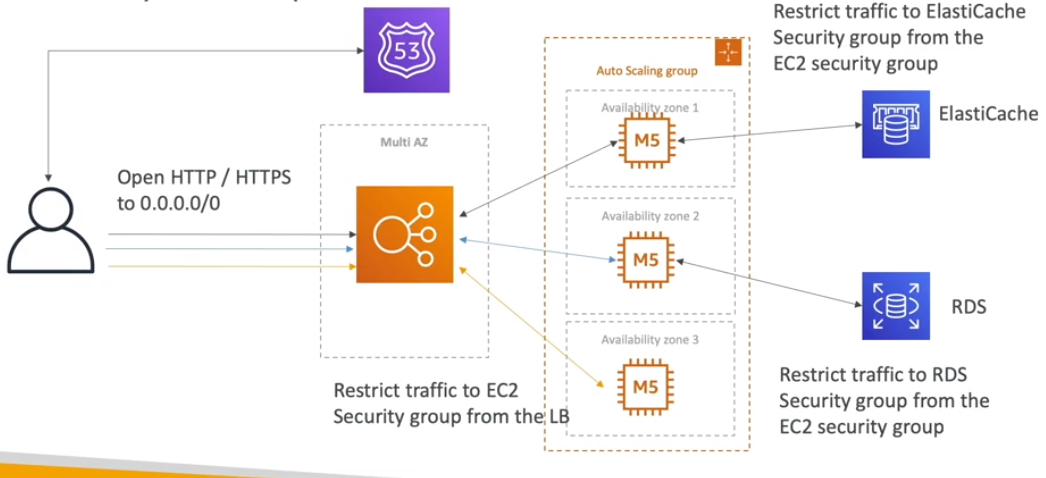 Restrict traffic to ElastiCache
Security group from the
EC2 security group
53
Auto Scaling group
Availability zone 1
M5
ElastiCache
Multi AZ
Open HTTP / HTTPS
to 0.0.0.0/0
Availability zone 2
M5
RDS
Availability zone 3
M5
Restrict traffic to EC2
Security group from the LB
Restrict traffic to RDS
Security group from the
EC2 security group